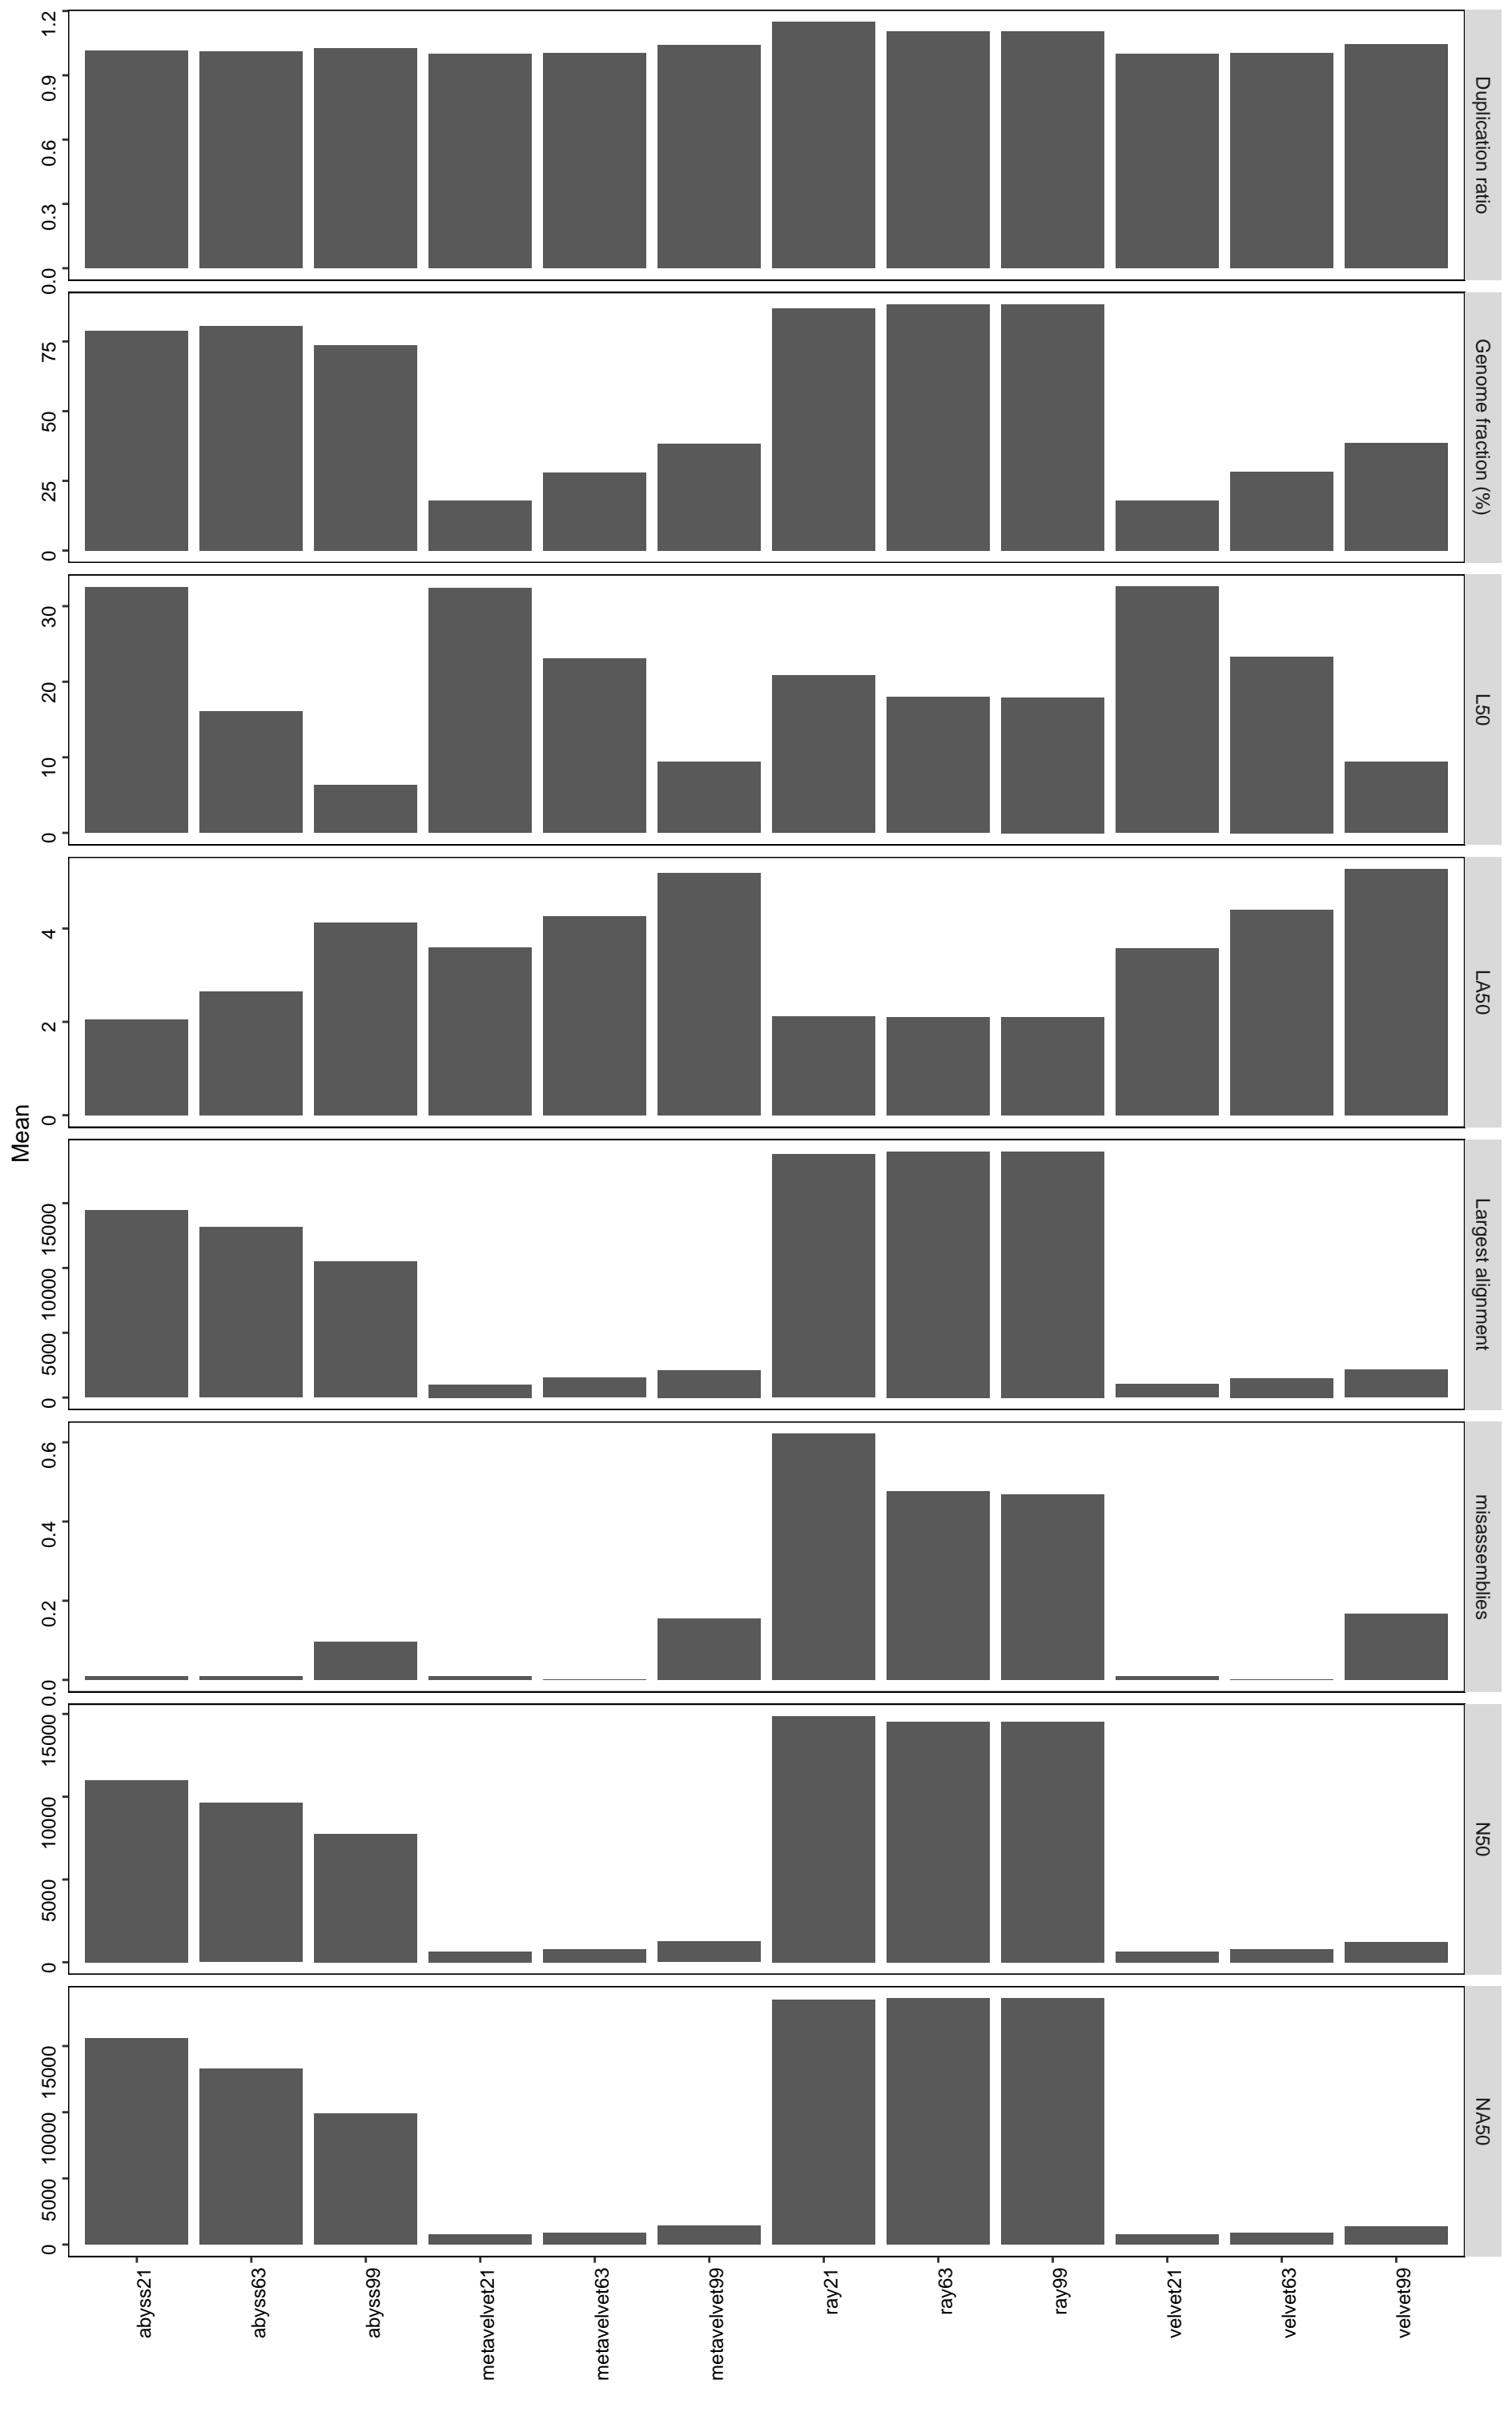 Mean
0.0
0.3
0.6
0.9
1.2
Duplication ratio
0
25
50
75
Genome fraction (%)
0
10
20
30
L50
0
2
4
LA50
0
5000
10000
15000
Largest alignment
0.0
0.2
0.4
0.6
misassemblies
0
5000
10000
15000
N50
0
5000
10000
15000
NA50
abyss21
abyss63
abyss99
metavelvet21
metavelvet63
metavelvet99
ray21
ray63
ray99
velvet21
velvet63
velvet99